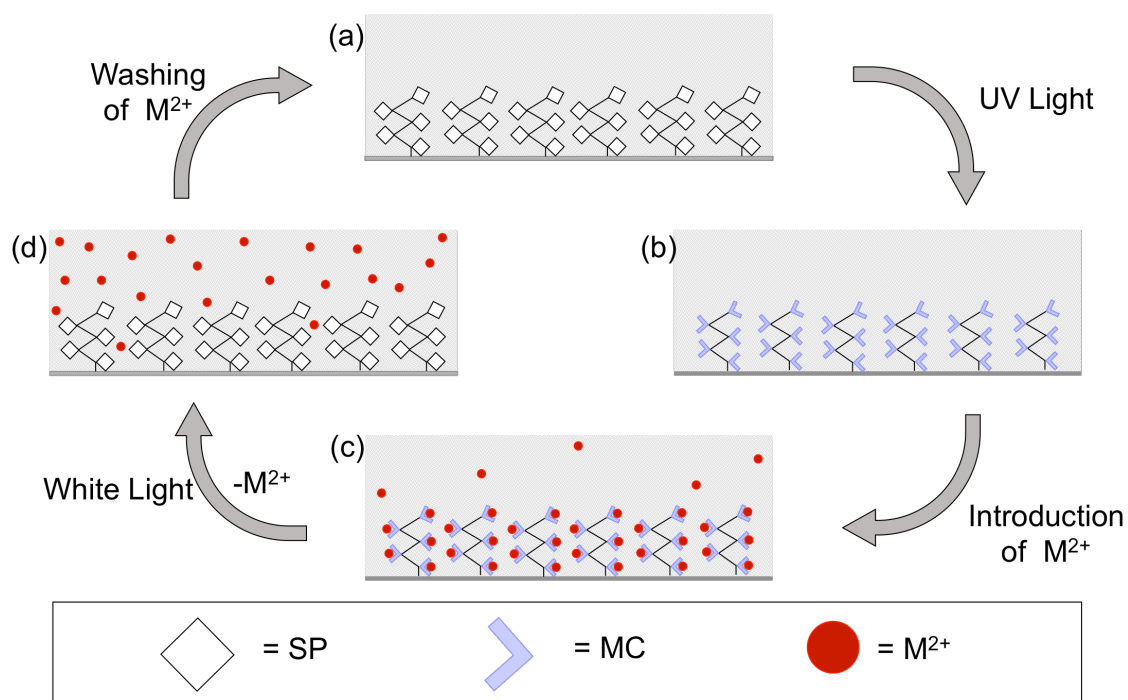 (a)
Washing
of M²⁺
UV Light
(d)
(b)
(c)
White Light
-M²⁺
Introduction
of M²⁺
= SP
= MC
= M²⁺